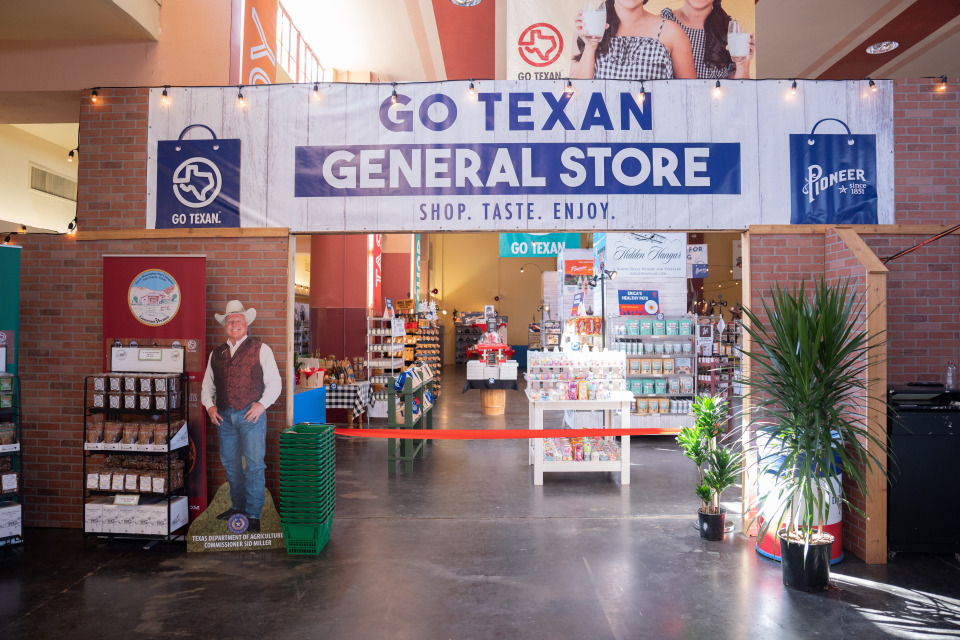 GO TEXAN
GO TEXAN
GENERAL STORE
SHOP. TASTE. ENJOY.
GO TEXAN.
PIONEER
since
1851
GO TEXAN
Hidden Hangar
ERICA'S
HEALTHY PETS
TEXAS DEPARTMENT OF AGRICULTURE
COMMISSIONER SID MILLER